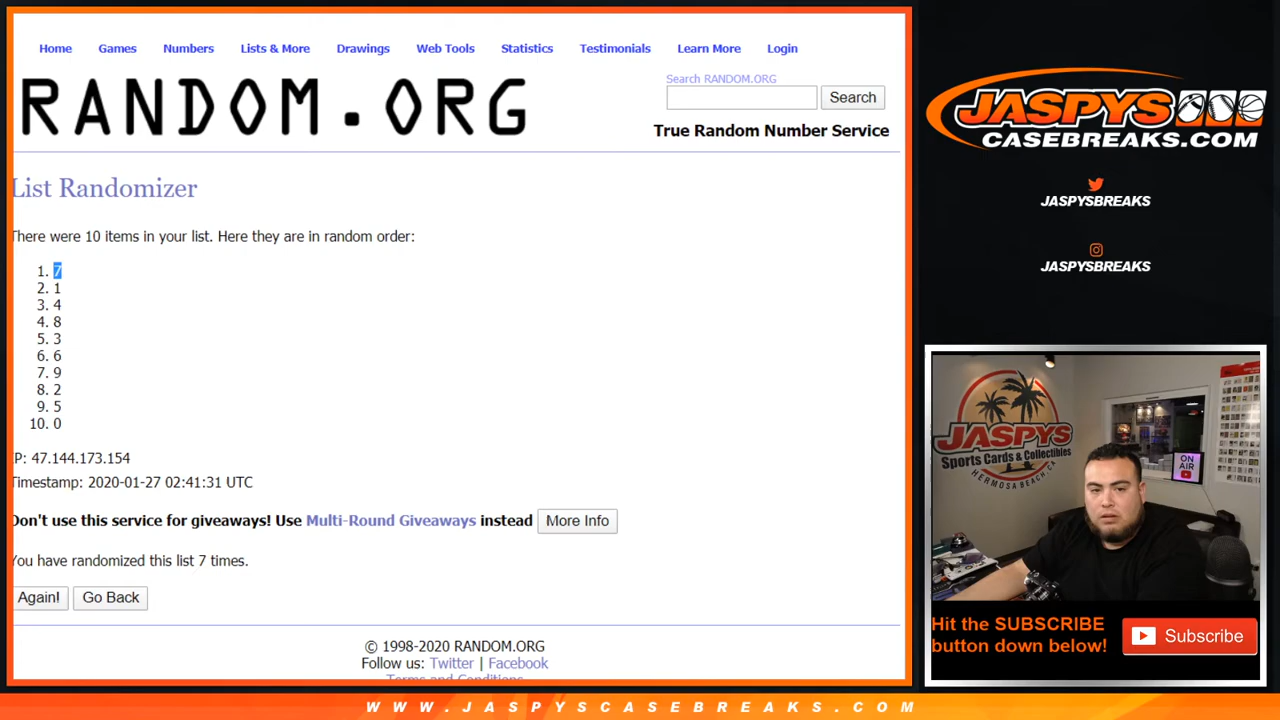 Home Games Numbers Lists & More Drawings Web Tools Statistics Testimonials Learn More Login
RANDOM.ORG
Search RANDOM.ORG
Search
True Random Number Service
List Randomizer
There were 10 items in your list. Here they are in random order:
1. 7
2. 1
3. 4
4. 8
5. 3
6. 6
7. 9
8. 2
9. 5
10. 0
IP: 47.144.173.154
Timestamp: 2020-01-27 02:41:31 UTC
Don't use this service for giveaways! Use Multi-Round Giveaways instead More Info
You have randomized this list 7 times.
Again! Go Back
© 1998-2020 RANDOM.ORG
Follow us: Twitter | Facebook
Terms and Conditions
JASPYS
CASEBREAKS.COM
JASPYSBREAKS
JASPYSBREAKS
JASPYS
Sports Cards & Collectibles
HERMOSA BEACH, CA
ON
AIR
Hit the SUBSCRIBE
button down below!
Subscribe
WWW.JASPYSCASEBREAKS.COM